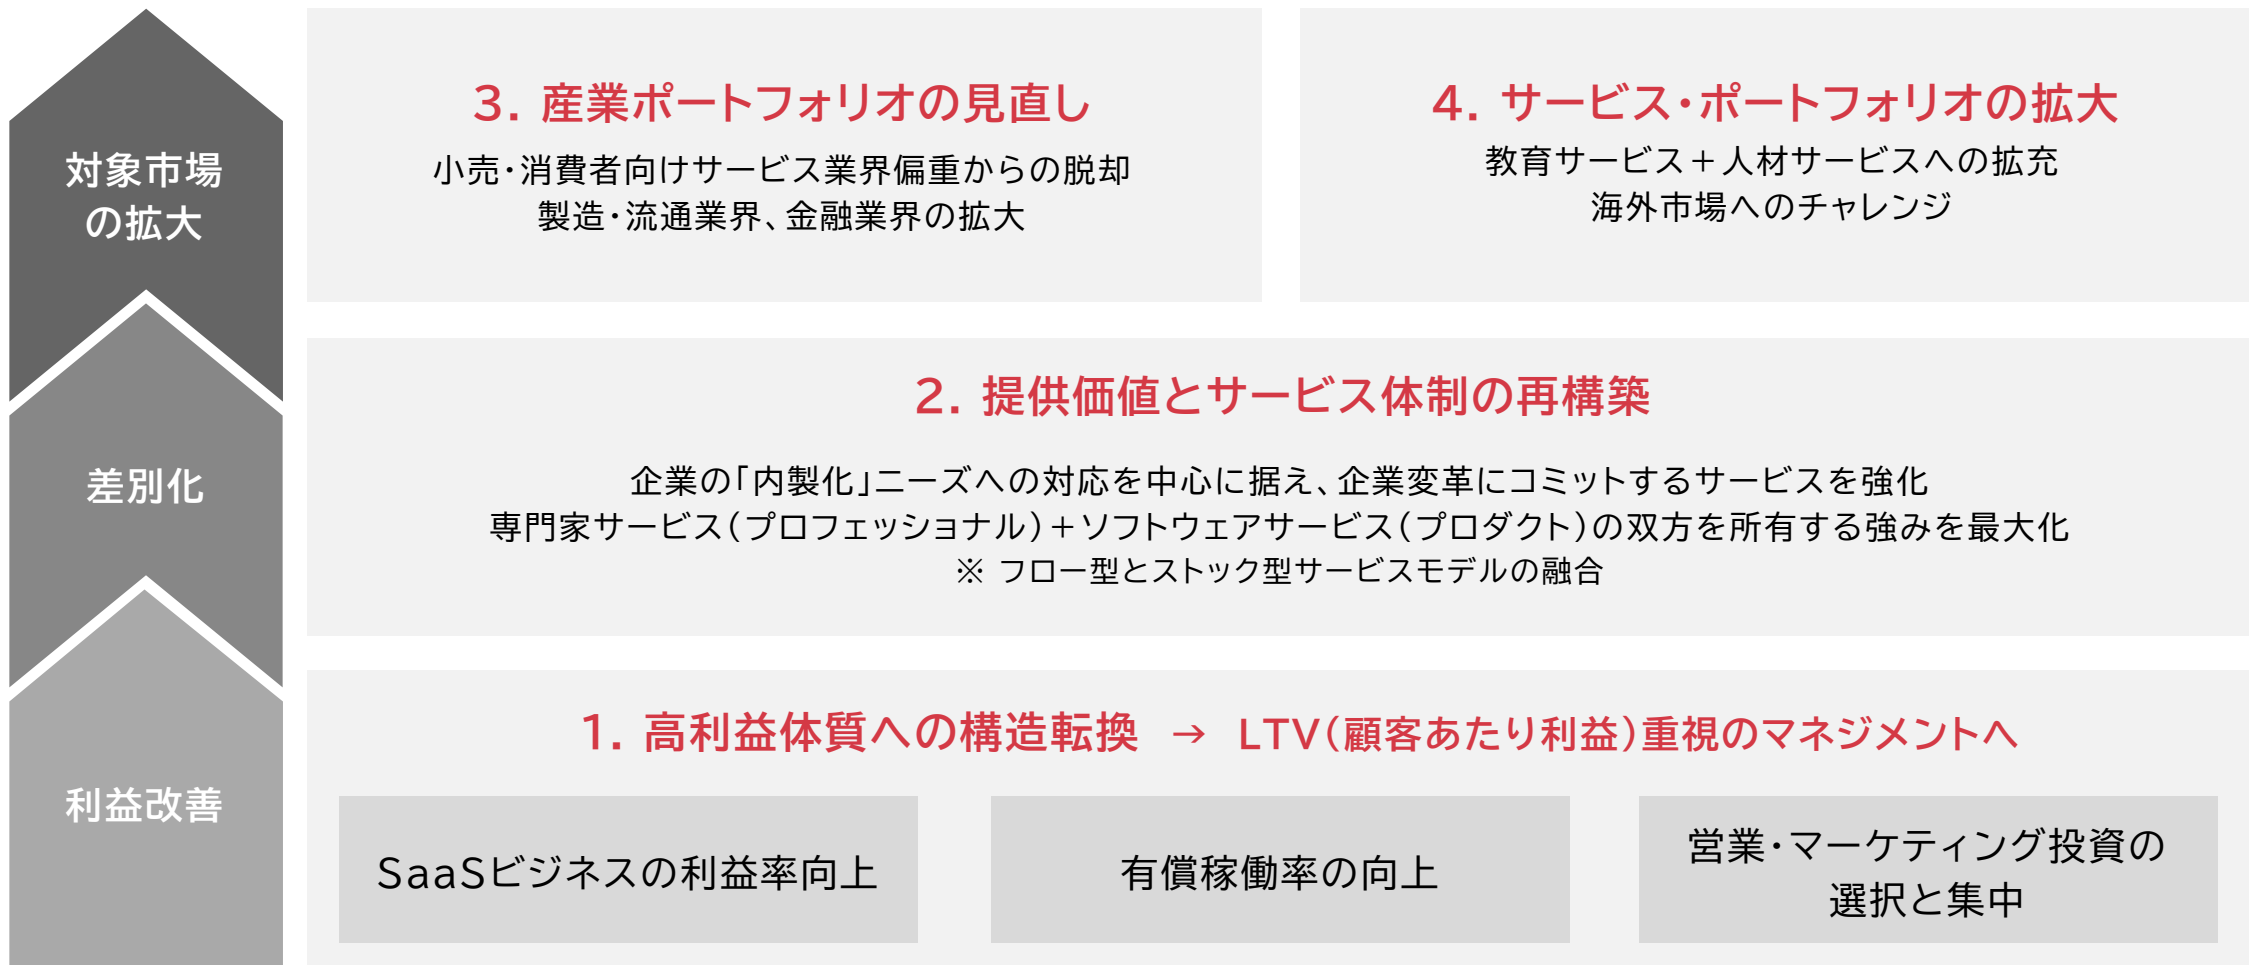 対象市場
の拡大
3. 産業ポートフォリオの見直し
小売・消費者向けサービス業界偏重からの脱却
製造・流通業界、金融業界の拡大
4. サービス・ポートフォリオの拡大
教育サービス＋人材サービスへの拡充
海外市場へのチャレンジ
差別化
2. 提供価値とサービス体制の再構築
企業の「内製化」ニーズへの対応を中心に据え、企業変革にコミットするサービスを強化
専門家サービス（プロフェッショナル）＋ソフトウェアサービス（プロダクト）の双方を所有する強みを最大化
※ フロー型とストック型サービスモデルの融合
利益改善
1. 高利益体質への構造転換 → LTV（顧客あたり利益）重視のマネジメントへ
SaaSビジネスの利益率向上
有償稼働率の向上
営業・マーケティング投資の
選択と集中